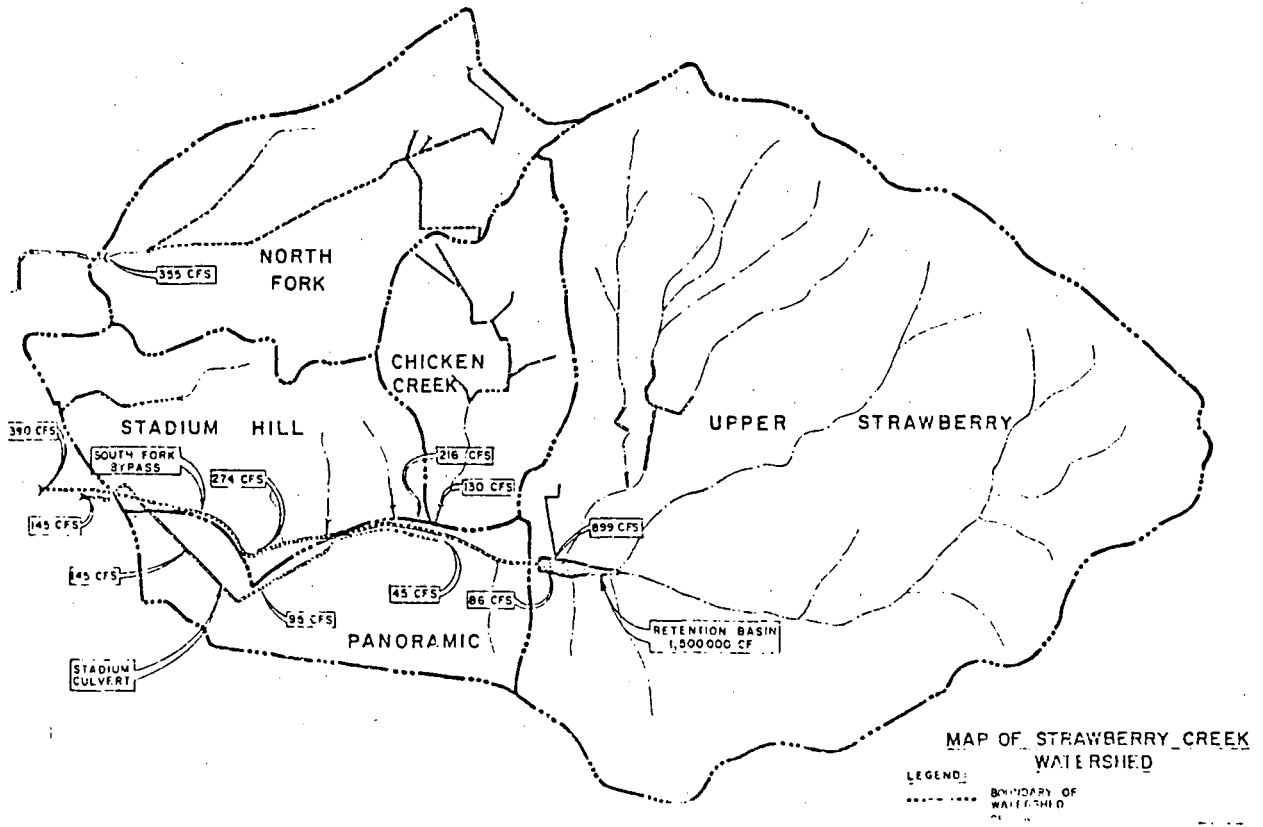 NORTH
FORK
355 CFS
CHICKEN
CREEK
STADIUM HILL
UPPER STRAWBERRY
390 CFS
SOUTH FORK
BYPASS
274 CFS
216 CFS
130 CFS
145 CFS
899 CFS
145 CFS
45 CFS
86 CFS
95 CFS
PANORAMIC
RETENTION BASIN
1,500000 CF
STADIUM
CULVERT
MAP OF STRAWBERRY CREEK
WATERSHED
LEGEND:
BOUNDARY OF
WATERSHED